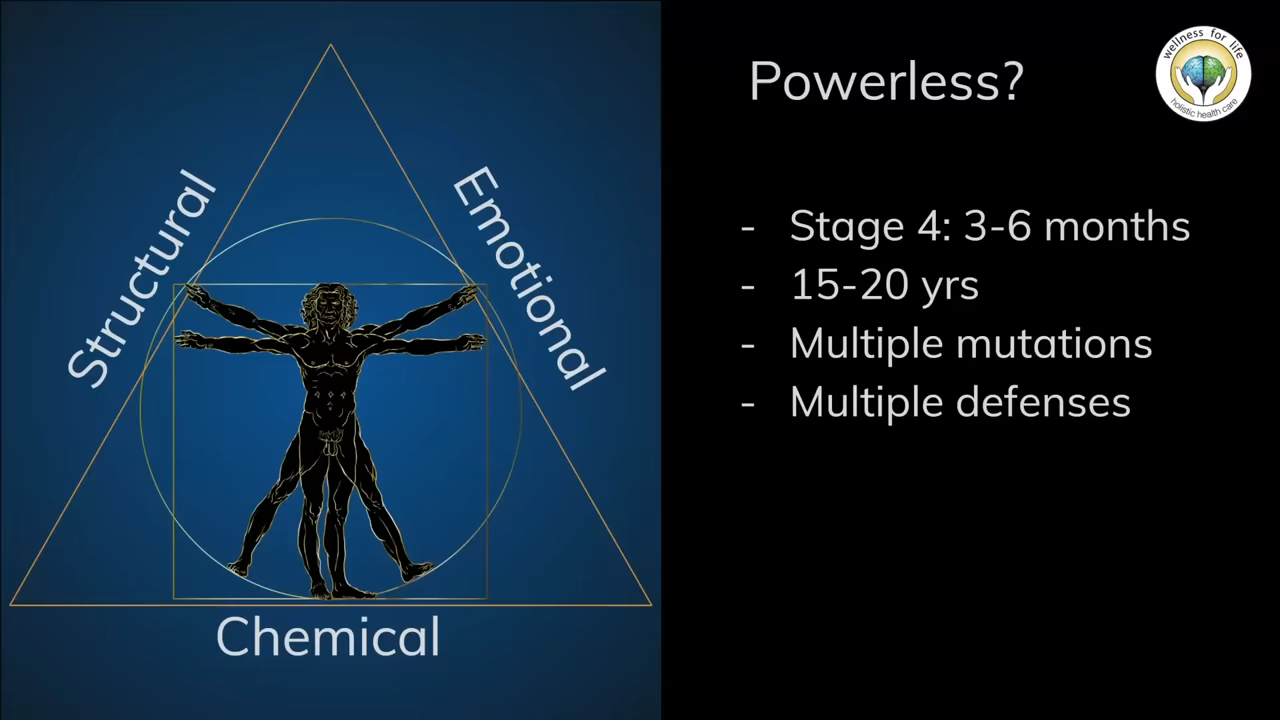 Structural
Emotional
Chemical
Powerless?
wellness for life
holistic health care
- Stage 4: 3-6 months
- 15-20 yrs
- Multiple mutations
- Multiple defenses